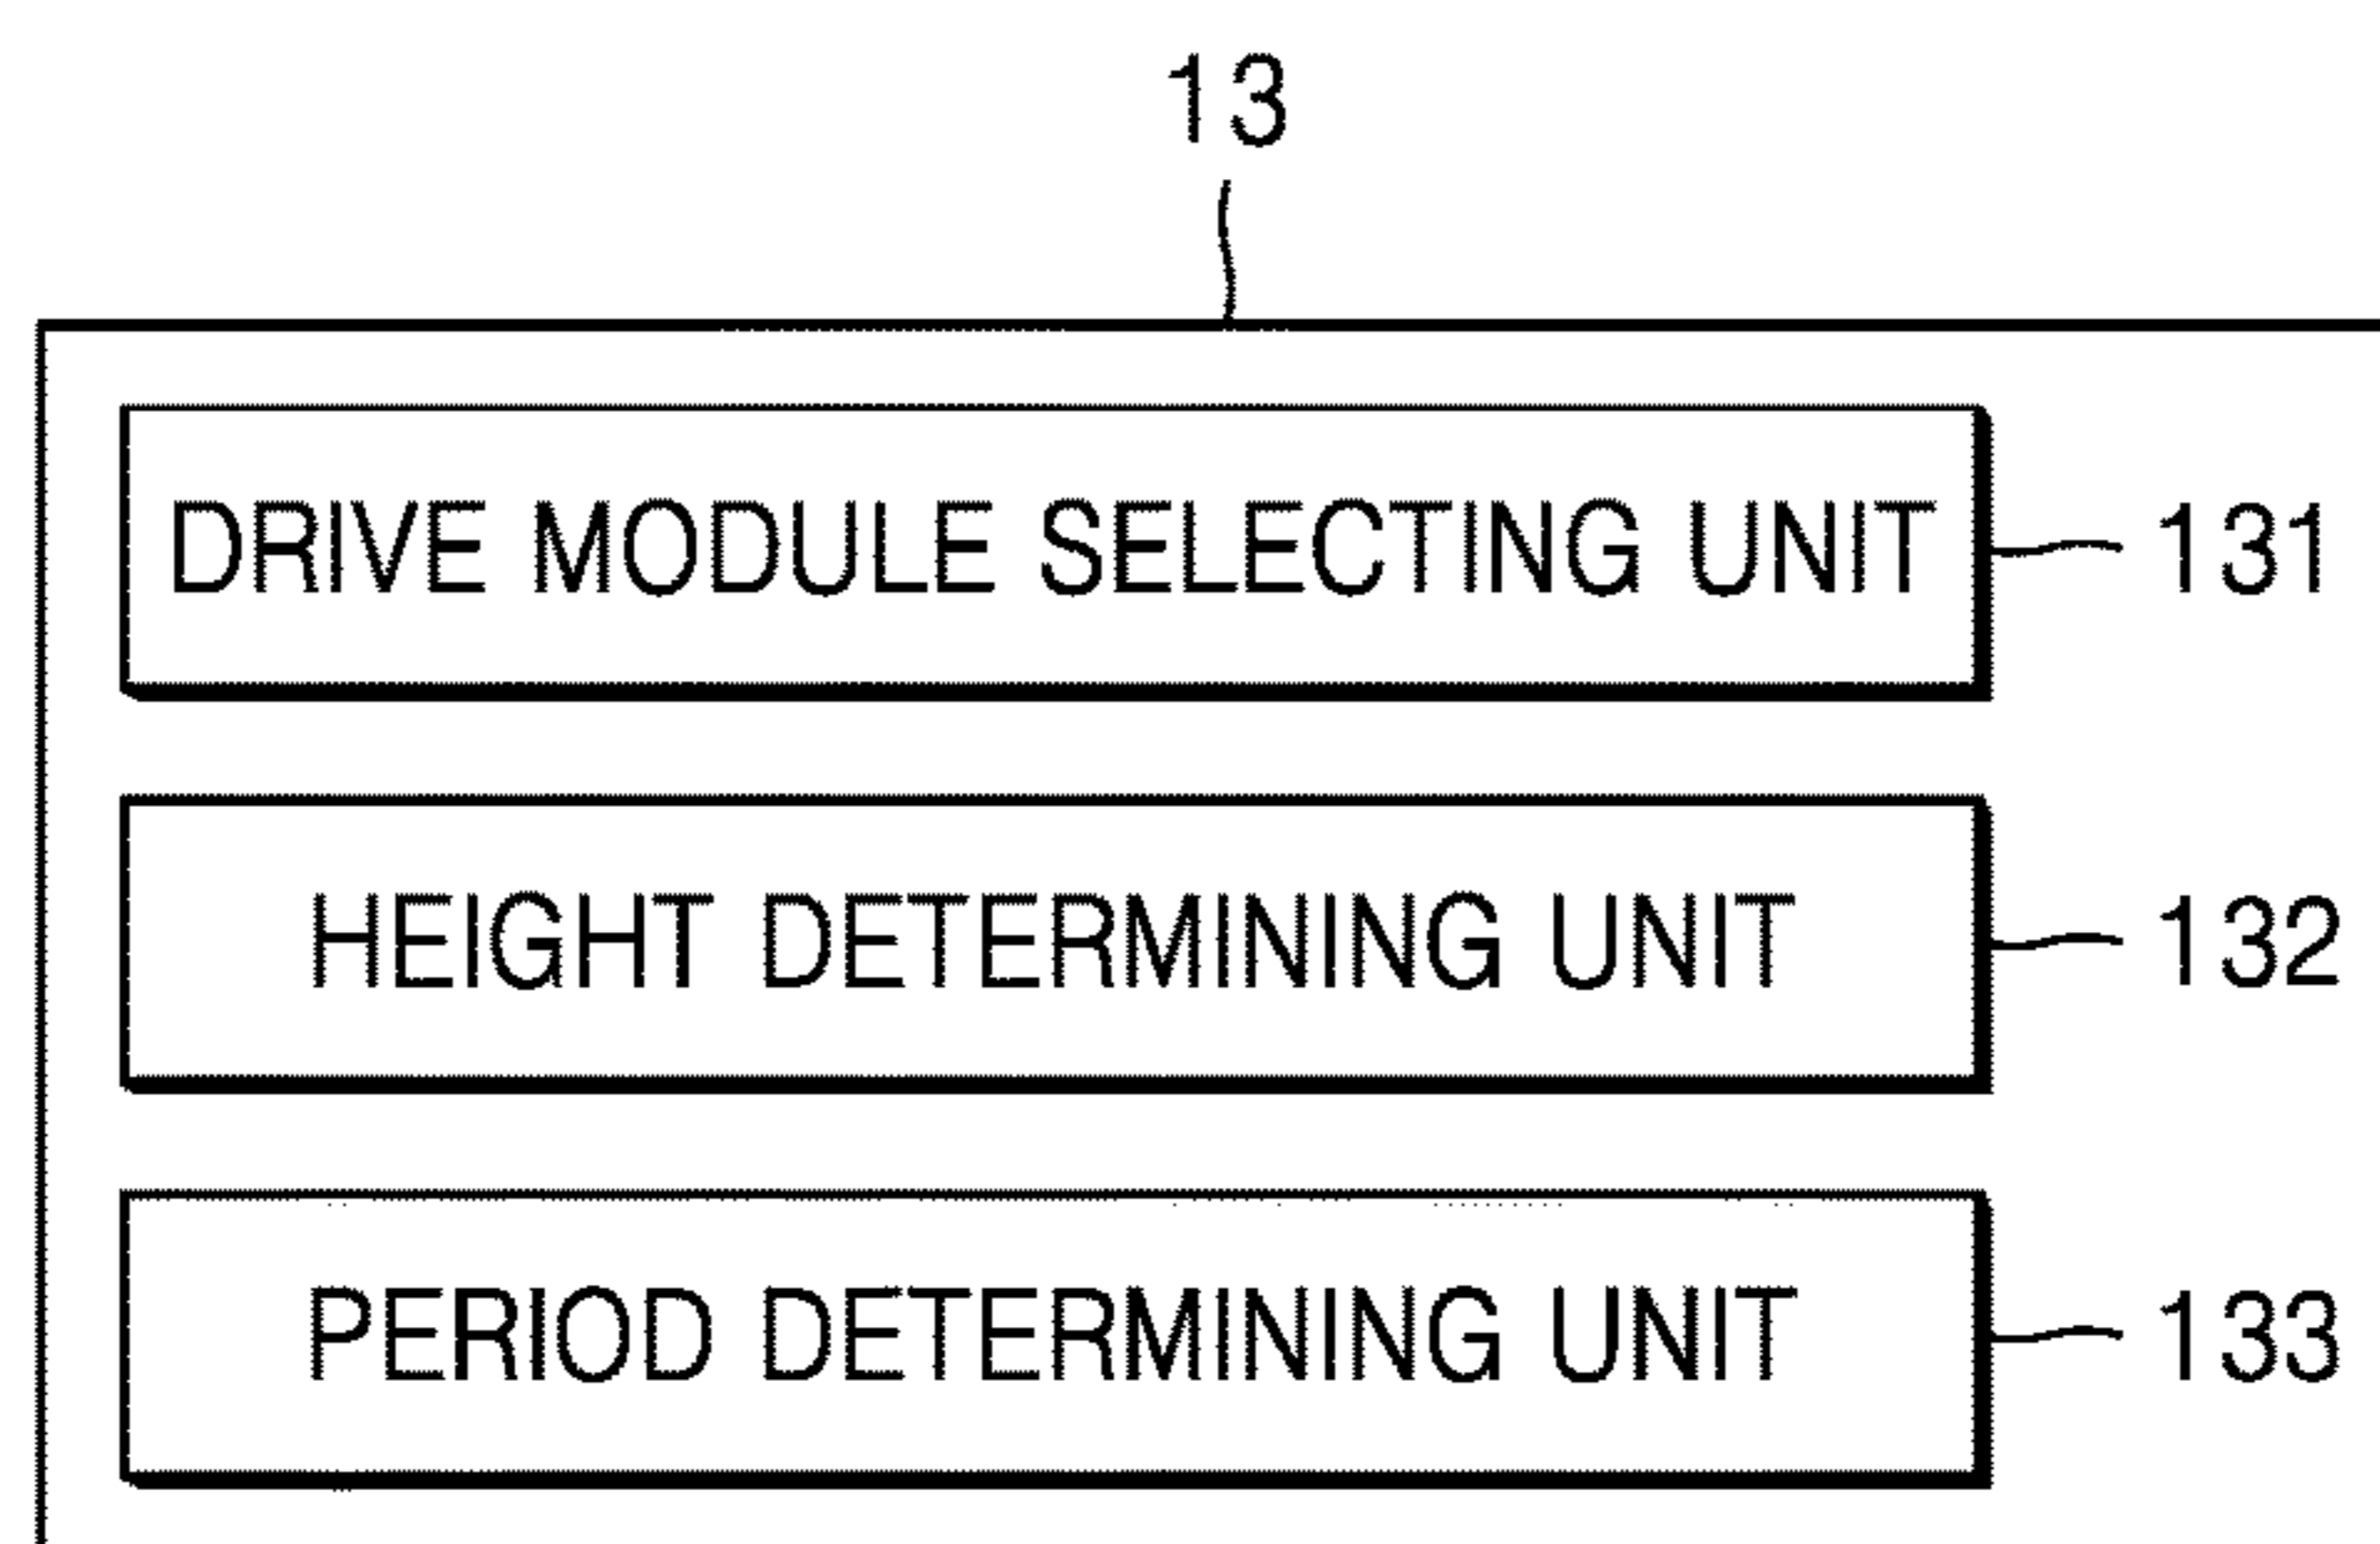 13
DRIVE MODULE SELECTING UNIT 131
HEIGHT DETERMINING UNIT 132
PERIOD DETERMINING UNIT 133